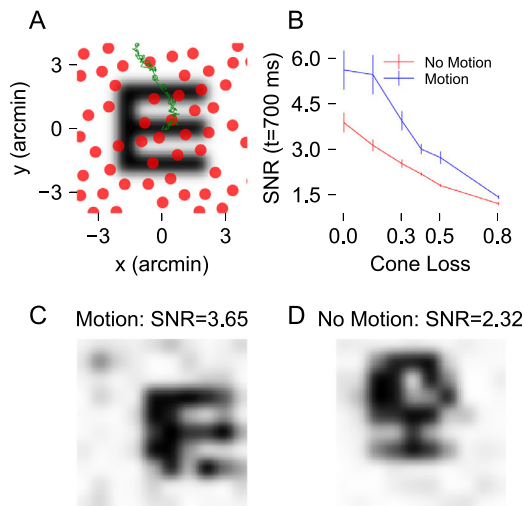 A
B
3
0
−3
y (arcmin)
−3
0
3
x (arcmin)
6.0
4.5
3.0
1.5
SNR (t=700 ms)
No Motion
Motion
0.0
0.3
0.5
0.8
Cone Loss
C
Motion: SNR=3.65
D
No Motion: SNR=2.32
E